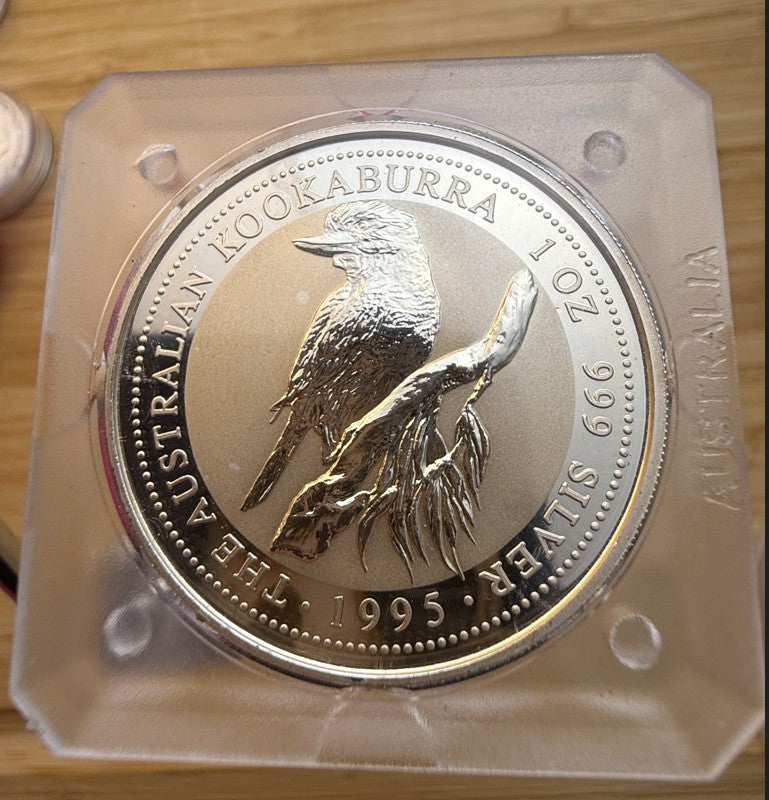 THE AUSTRALIAN KOOKABURRA 1 OZ 999 SILVER
· 1995 ·
AUSTRALIA